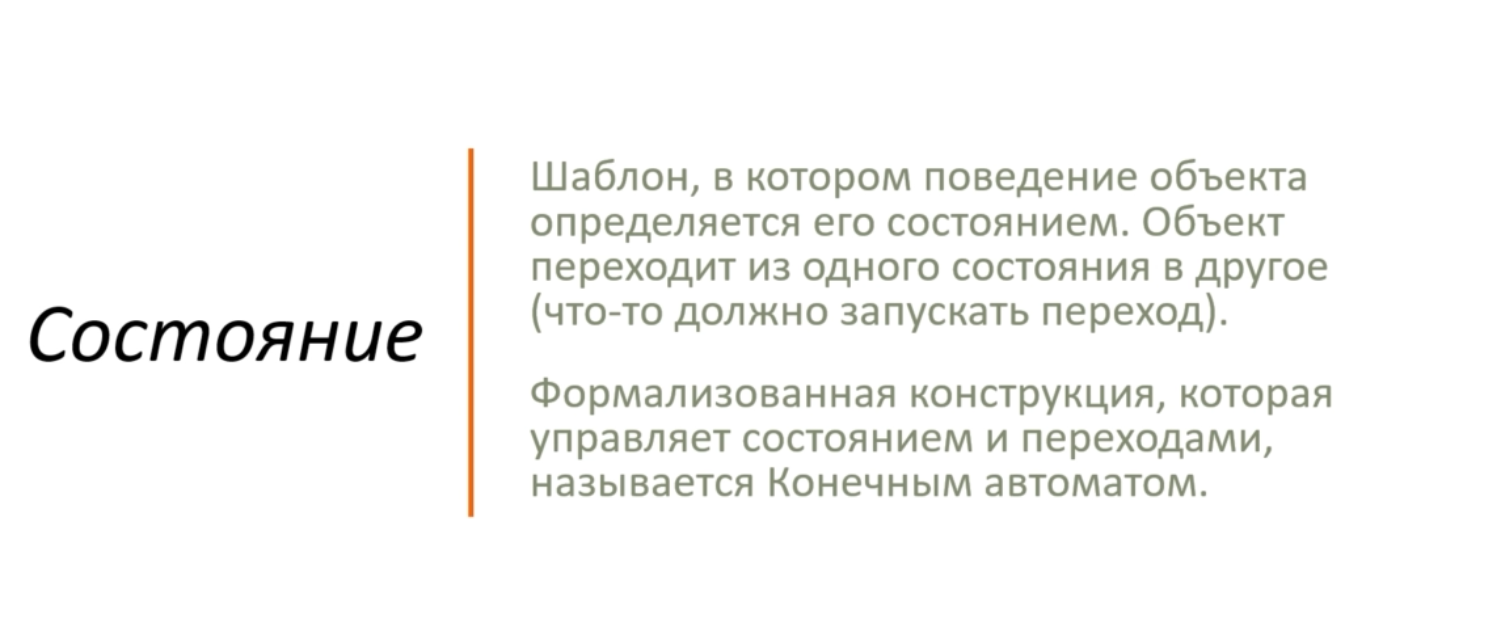 Состояние
Шаблон, в котором поведение объекта
определяется его состоянием. Объект
переходит из одного состояния в другое
(что-то должно запускать переход).
Формализованная конструкция, которая
управляет состоянием и переходами,
называется Конечным автоматом.